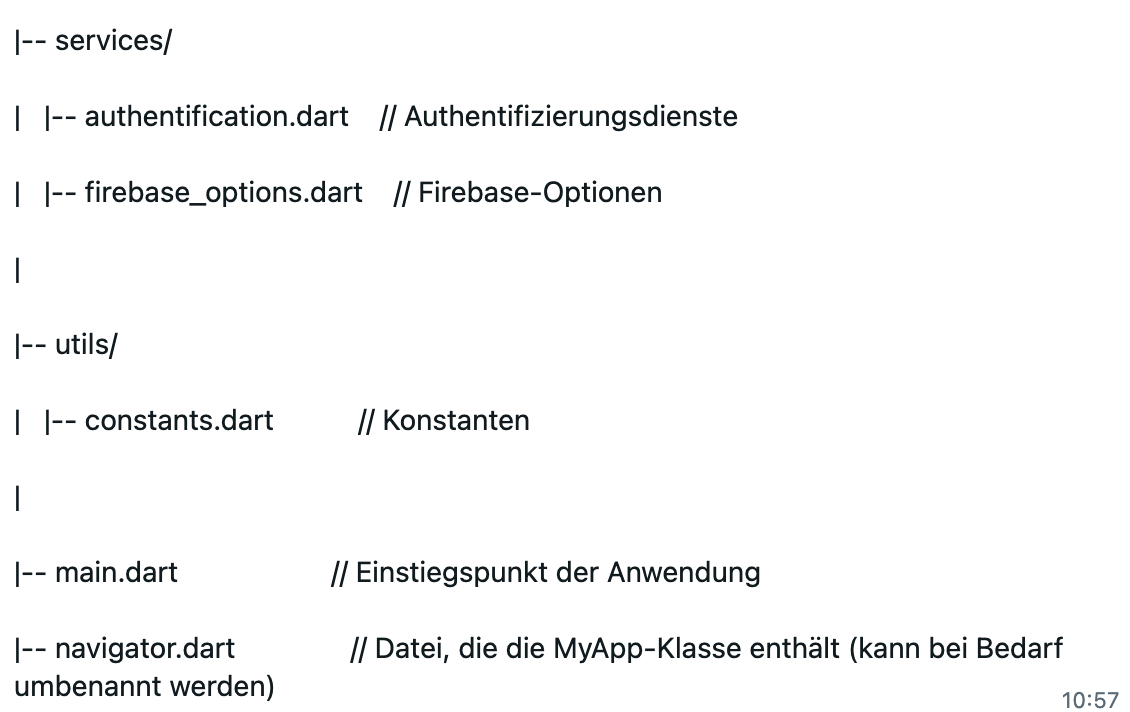 |-- services/
|   |-- authentification.dart    // Authentifizierungsdienste
|   |-- firebase_options.dart    // Firebase-Optionen
|
|-- utils/
|   |-- constants.dart           // Konstanten
|
|-- main.dart                    // Einstiegspunkt der Anwendung
|-- navigator.dart               // Datei, die die MyApp-Klasse enthält (kann bei Bedarf
umbenannt werden)
10:57